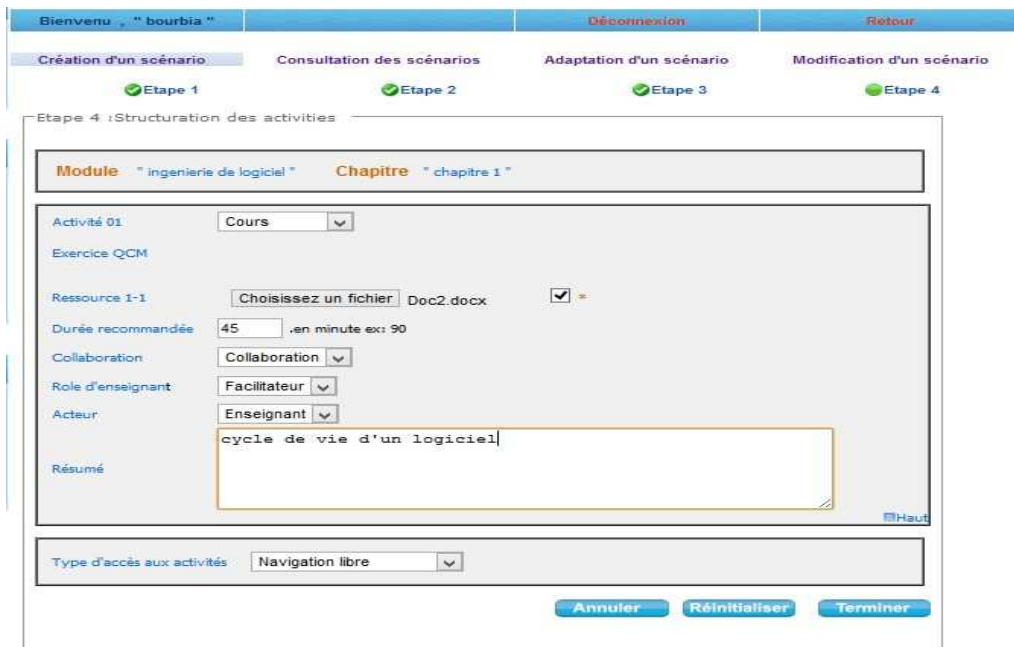 Bienvenu , " bourbia " Déconnexion Retour
Création d'un scénario Consultation des scénarios Adaptation d'un scénario Modification d'un scénario
Etape 1 Etape 2 Etape 3 Etape 4
Etape 4 :Structuration des activities
Module " ingenierie de logiciel " Chapitre " chapitre 1 "
Activité 01 Cours
Exercice QCM
Ressource 1-1 Choisissez un fichier Doc2.docx *
Durée recommandée 45 .en minute ex: 90
Collaboration Collaboration
Role d'enseignant Facilitateur
Acteur Enseignant
cycle de vie d'un logiciel
Résumé
Haut
Type d'accès aux activités Navigation libre
Annuler Réinitialiser Terminer